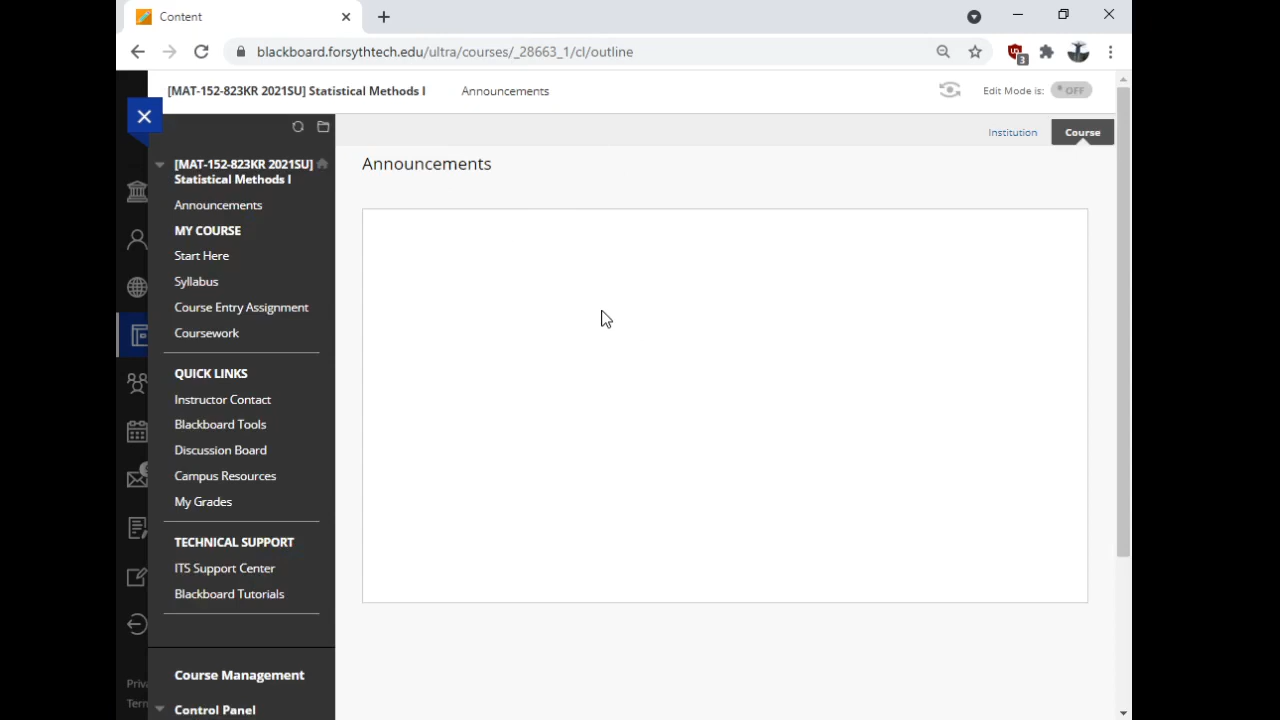 Content
blackboard.forsythtech.edu/ultra/courses/_28663_1/cl/outline
3
[MAT-152-823KR 2021SU] Statistical Methods I
Announcements
Edit Mode is:
OFF
Institution
Course
[MAT-152-823KR 2021SU]
Statistical Methods I
Announcements
MY COURSE
Start Here
Syllabus
Course Entry Assignment
Coursework
QUICK LINKS
Instructor Contact
Blackboard Tools
Discussion Board
Campus Resources
My Grades
TECHNICAL SUPPORT
ITS Support Center
Blackboard Tutorials
Course Management
Control Panel
Announcements